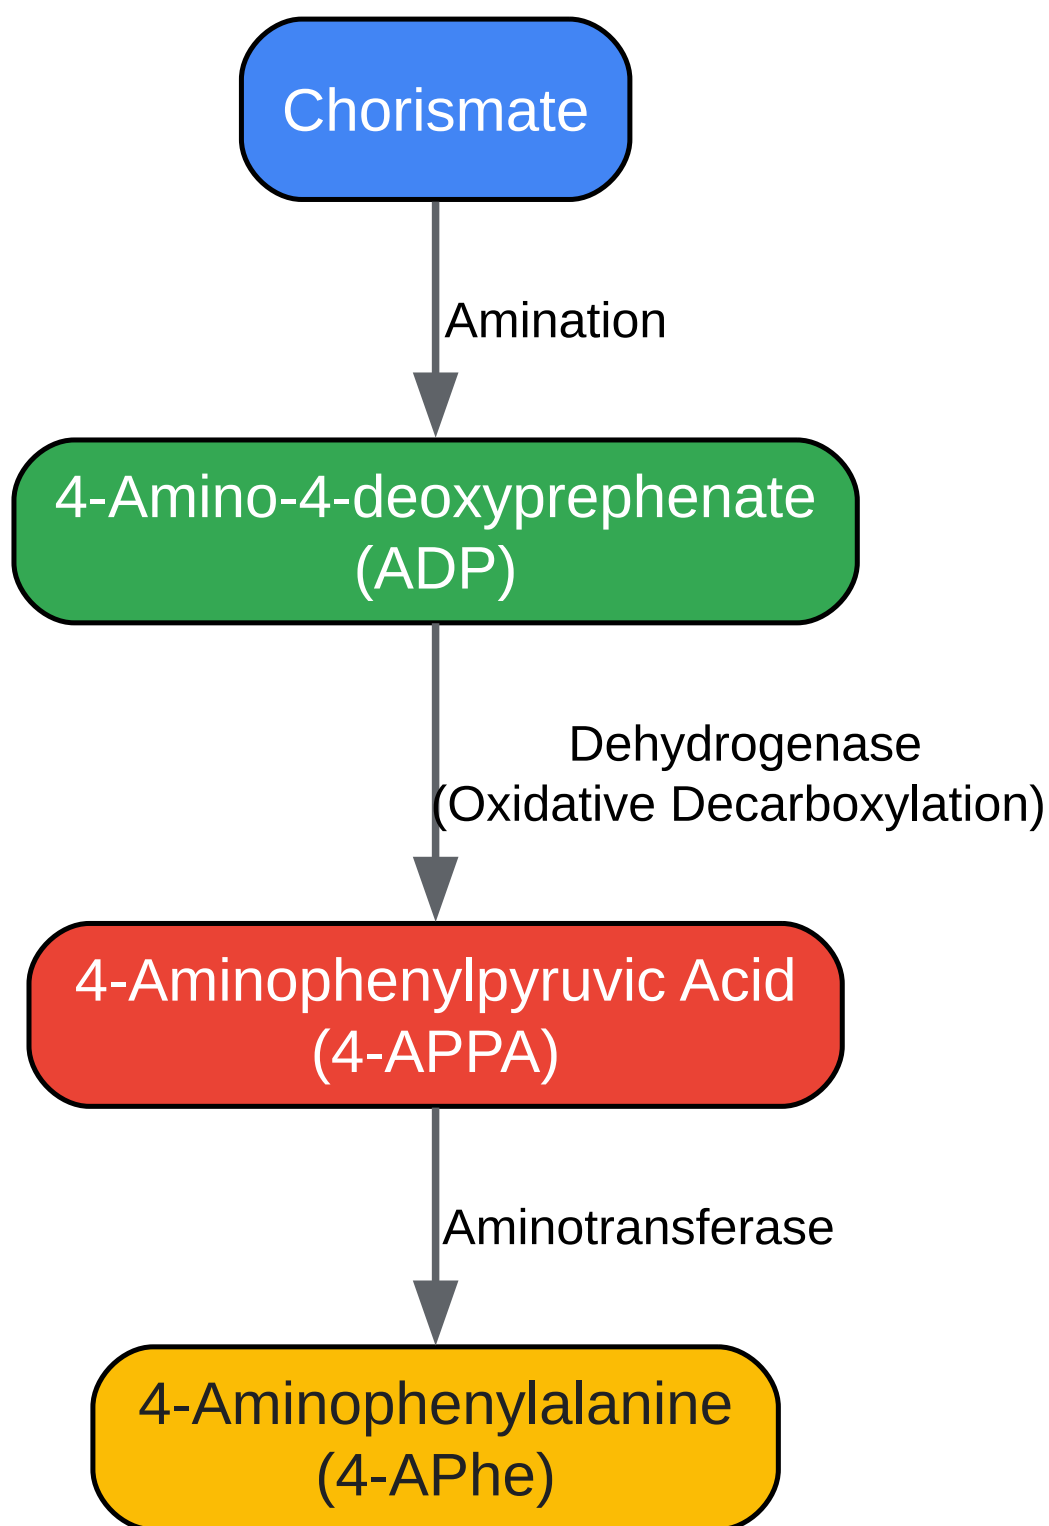 Chorismate
Amination
4-Amino-4-deoxyprephenate
(ADP)
Dehydrogenase
(Oxidative Decarboxylation)
4-Aminophenylpyruvic Acid
(4-APPA)
Aminotransferase
4-Aminophenylalanine
(4-APhe)